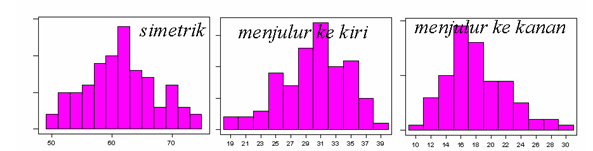 simetrik
menjulur ke kiri
menjulur ke kanan
50 60 70
19 21 23 25 27 29 31 33 35 37 39
10 12 14 16 18 20 22 24 26 28 30